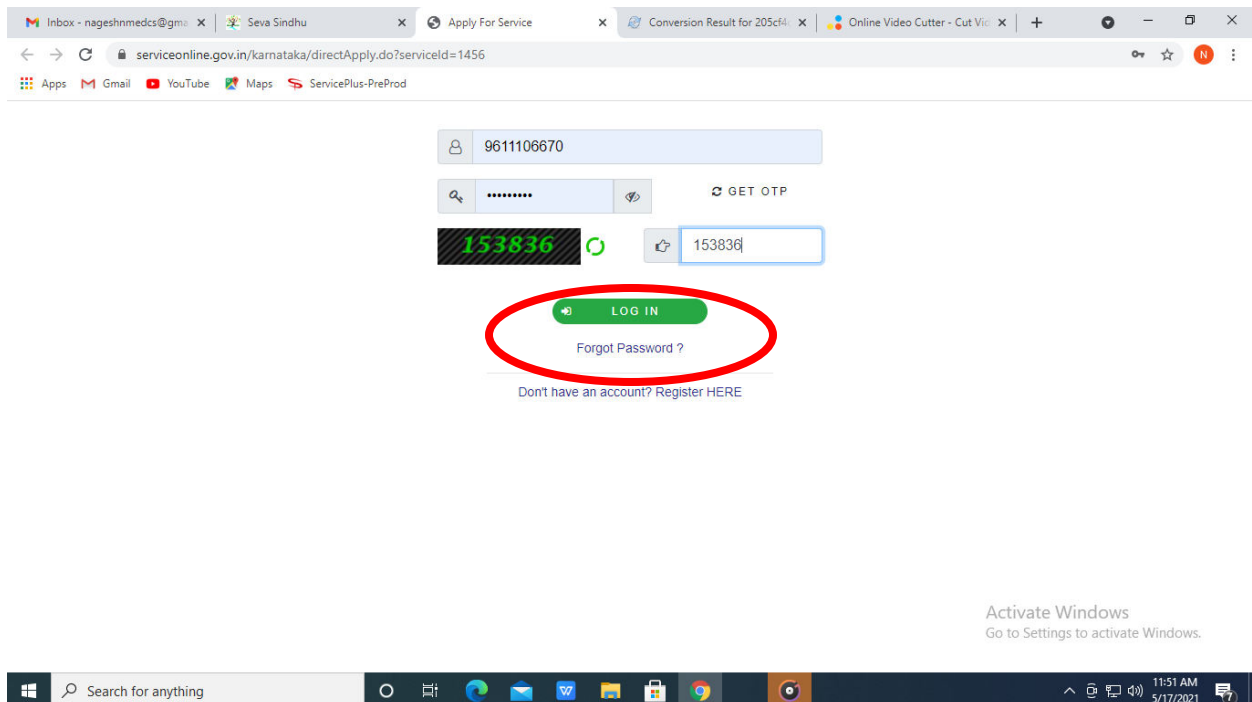 Inbox - nageshnmedcs@gma
Seva Sindhu
Apply For Service
Conversion Result for 205cf4
Online Video Cutter - Cut Vid
serviceonline.gov.in/karnataka/directApply.do?serviceId=1456
N
Apps
Gmail
YouTube
Maps
ServicePlus-PreProd
9611106670
•••••••••
GET OTP
153836
153836
LOG IN
Forgot Password ?
Don't have an account? Register HERE
Activate Windows
Go to Settings to activate Windows.
Search for anything
W
11:51 AM
5/17/2021
7